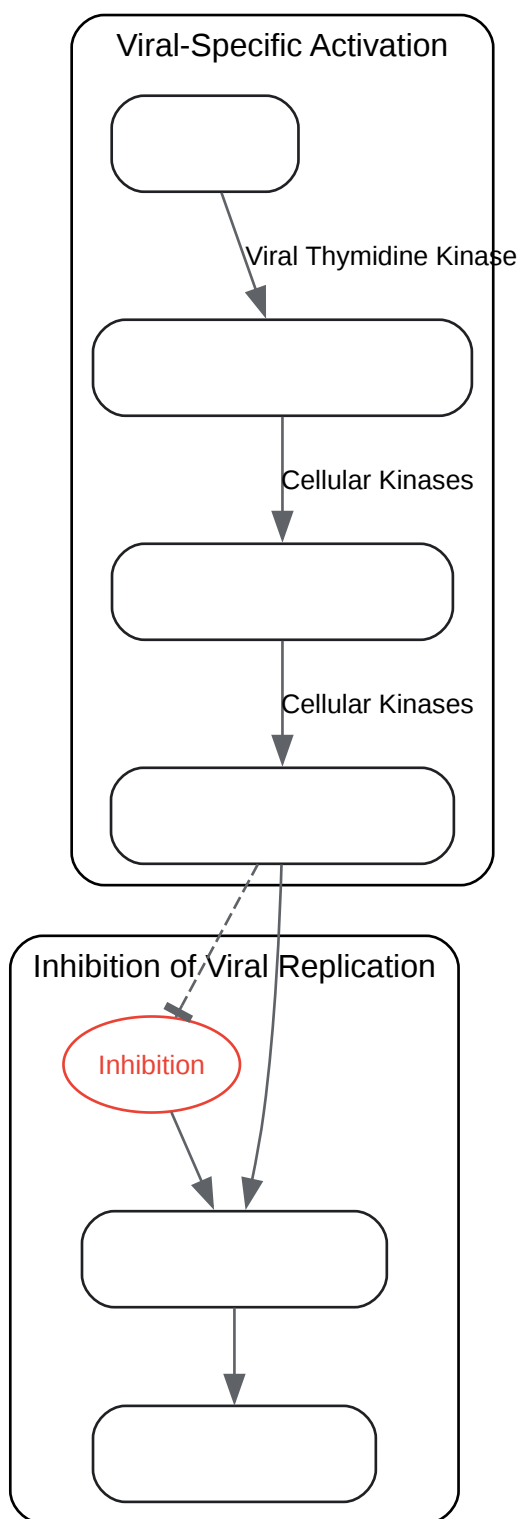 Viral-Specific Activation
Viral Thymidine Kinase
Cellular Kinases
Cellular Kinases
Inhibition of Viral Replication
Inhibition